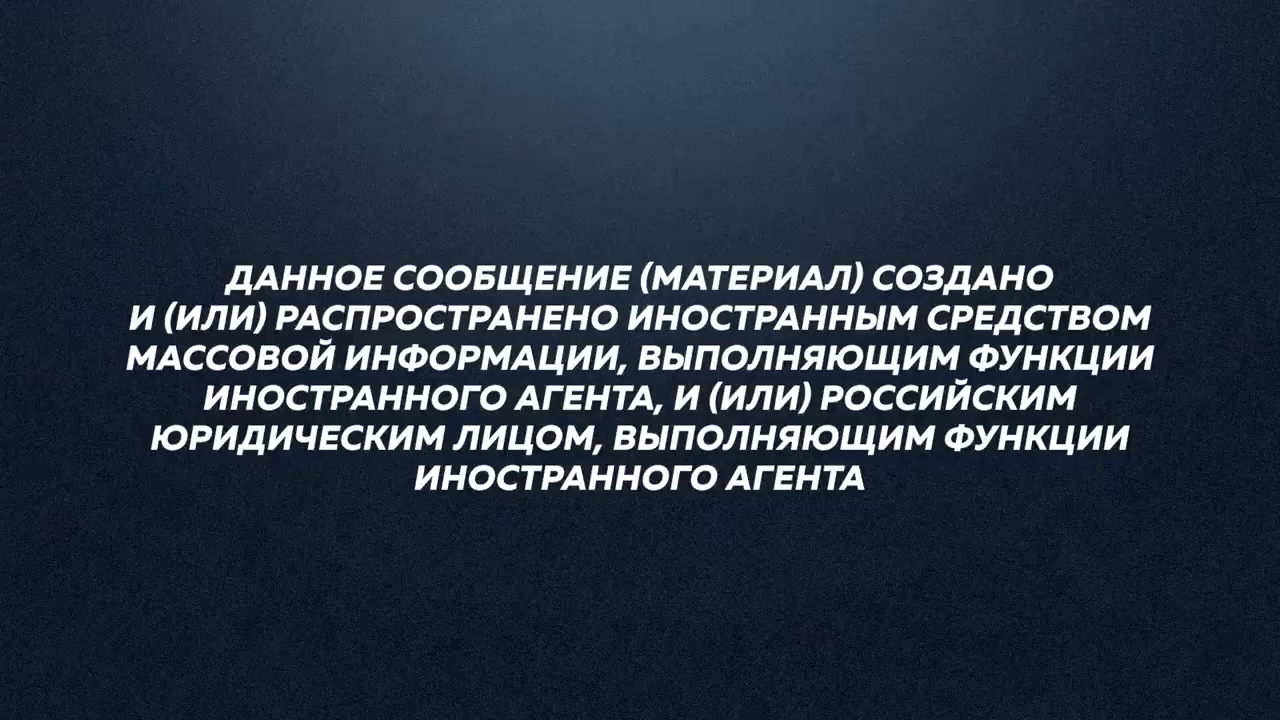 ДАННОЕ СООБЩЕНИЕ (МАТЕРИАЛ) СОЗДАНО
И (ИЛИ) РАСПРОСТРАНЕНО ИНОСТРАННЫМ СРЕДСТВОМ
МАССОВОЙ ИНФОРМАЦИИ, ВЫПОЛНЯЮЩИМ ФУНКЦИИ
ИНОСТРАННОГО АГЕНТА, И (ИЛИ) РОССИЙСКИМ
ЮРИДИЧЕСКИМ ЛИЦОМ, ВЫПОЛНЯЮЩИМ ФУНКЦИИ
ИНОСТРАННОГО АГЕНТА